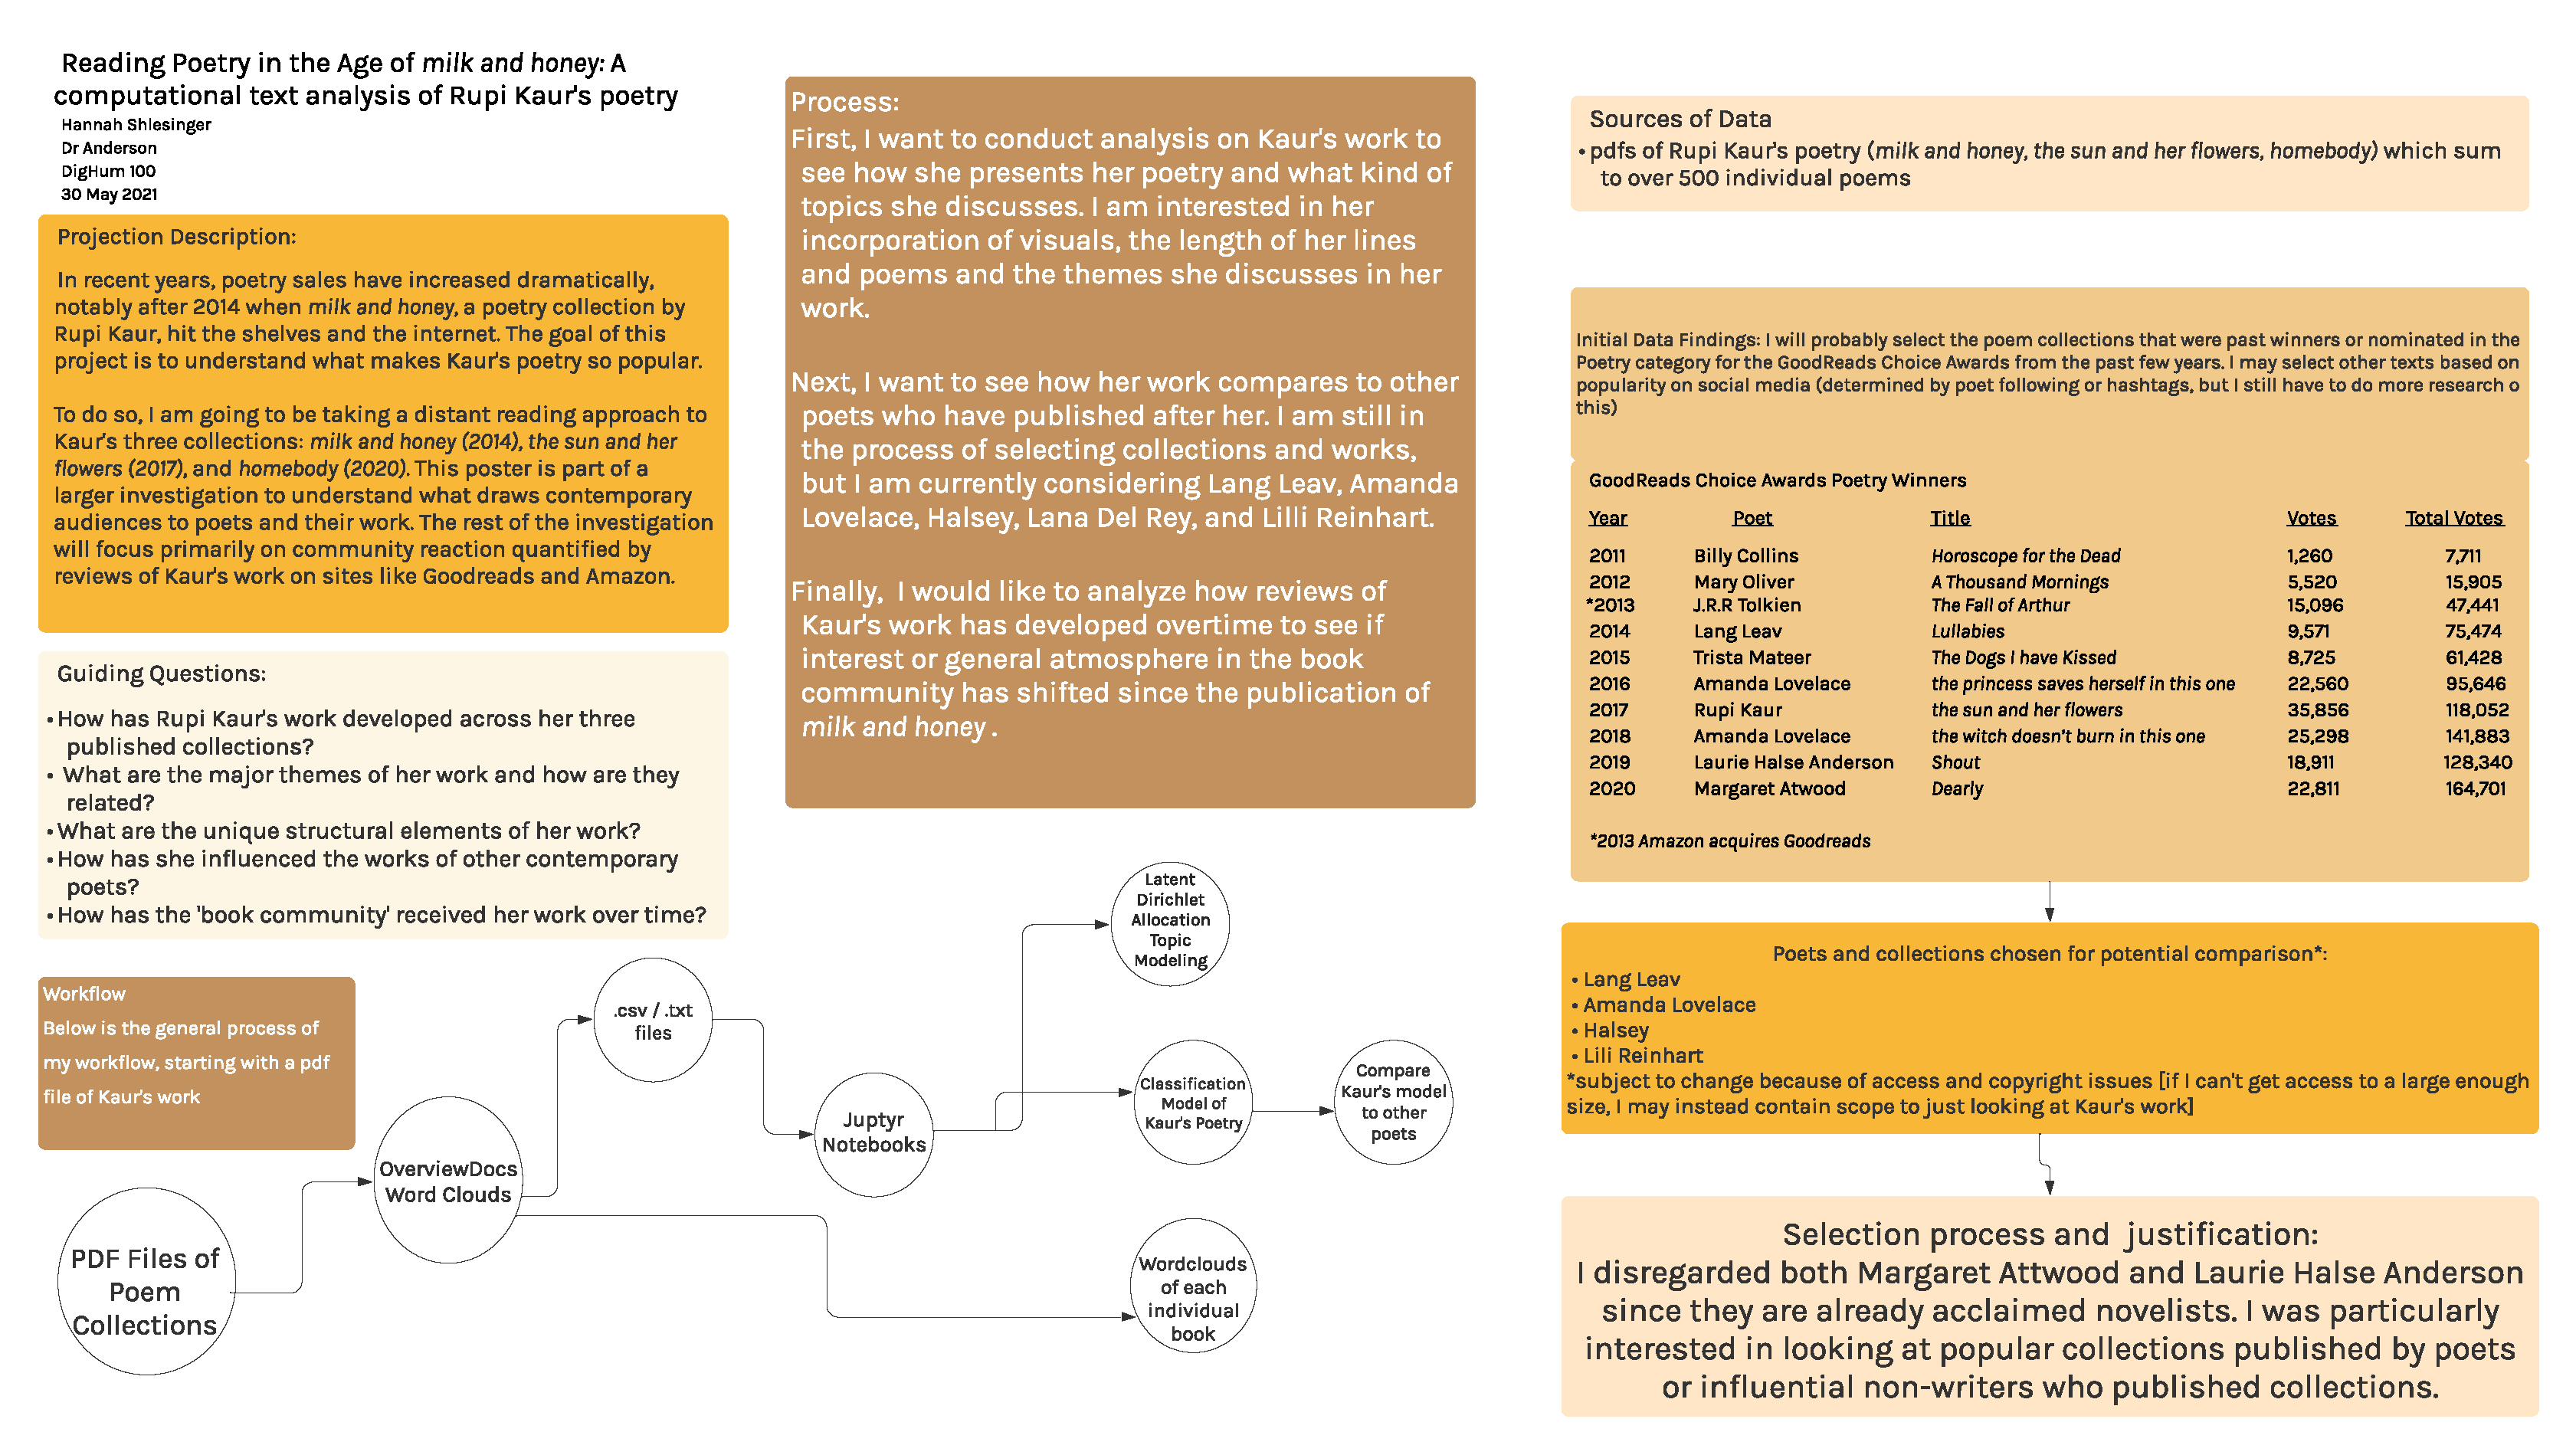 Reading Poetry in the Age of milk and honey: A
computational text analysis of Rupi Kaur's poetry
Hannah Shlesinger
Dr Anderson
DigHum 100
30 May 2021
Projection Description:
In recent years, poetry sales have increased dramatically,
notably after 2014 when milk and honey, a poetry collection by
Rupi Kaur, hit the shelves and the internet. The goal of this
project is to understand what makes Kaur's poetry so popular.
To do so, I am going to be taking a distant reading approach to
Kaur's three collections: milk and honey (2014), the sun and her
flowers (2017), and homebody (2020). This poster is part of a
larger investigation to understand what draws contemporary
audiences to poets and their work. The rest of the investigation
will focus primarily on community reaction quantified by
reviews of Kaur's work on sites like Goodreads and Amazon.
Guiding Questions:
• How has Rupi Kaur's work developed across her three
published collections?
• What are the major themes of her work and how are they
related?
• What are the unique structural elements of her work?
• How has she influenced the works of other contemporary
poets?
• How has the 'book community' received her work over time?
Workflow
Below is the general process of
my workflow, starting with a pdf
file of Kaur's work
PDF Files of
Poem
Collections
OverviewDocs
Word Clouds
.csv / .txt
files
Juptyr
Notebooks
Latent
Dirichlet
Allocation
Topic
Modeling
Classification
Model of
Kaur's Poetry
Compare
Kaur's model
to other
poets
Wordclouds
of each
individual
book
Process:
First, I want to conduct analysis on Kaur's work to
see how she presents her poetry and what kind of
topics she discusses. I am interested in her
incorporation of visuals, the length of her lines
and poems and the themes she discusses in her
work.
Next, I want to see how her work compares to other
poets who have published after her. I am still in
the process of selecting collections and works,
but I am currently considering Lang Leav, Amanda
Lovelace, Halsey, Lana Del Rey, and Lilli Reinhart.
Finally, I would like to analyze how reviews of
Kaur's work has developed overtime to see if
interest or general atmosphere in the book
community has shifted since the publication of
milk and honey .
Sources of Data
• pdfs of Rupi Kaur's poetry (milk and honey, the sun and her flowers, homebody) which sum
to over 500 individual poems
Initial Data Findings: I will probably select the poem collections that were past winners or nominated in the
Poetry category for the GoodReads Choice Awards from the past few years. I may select other texts based on
popularity on social media (determined by poet following or hashtags, but I still have to do more research o
this)
GoodReads Choice Awards Poetry Winners
Year Poet Title Votes Total Votes
2011 Billy Collins Horoscope for the Dead 1,260 7,711
2012 Mary Oliver A Thousand Mornings 5,520 15,905
*2013 J.R.R Tolkien The Fall of Arthur 15,096 47,441
2014 Lang Leav Lullabies 9,571 75,474
2015 Trista Mateer The Dogs I have Kissed 8,725 61,428
2016 Amanda Lovelace the princess saves herself in this one 22,560 95,646
2017 Rupi Kaur the sun and her flowers 35,856 118,052
2018 Amanda Lovelace the witch doesn't burn in this one 25,298 141,883
2019 Laurie Halse Anderson Shout 18,911 128,340
2020 Margaret Atwood Dearly 22,811 164,701
*2013 Amazon acquires Goodreads
Poets and collections chosen for potential comparison*:
• Lang Leav
• Amanda Lovelace
• Halsey
• Lili Reinhart
*subject to change because of access and copyright issues [if I can't get access to a large enough
size, I may instead contain scope to just looking at Kaur's work]
Selection process and justification:
I disregarded both Margaret Attwood and Laurie Halse Anderson
since they are already acclaimed novelists. I was particularly
interested in looking at popular collections published by poets
or influential non-writers who published collections.